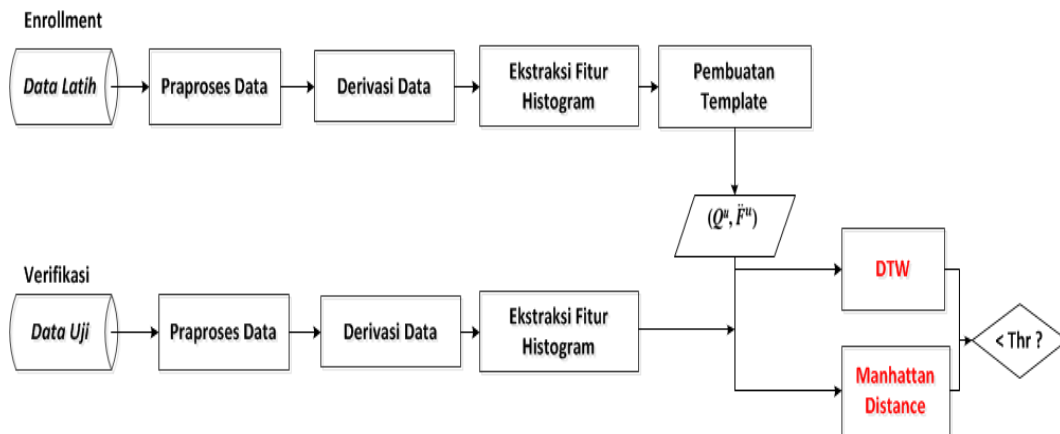 Enrollment
Data Latih
Praproses Data
Derivasi Data
Ekstraksi Fitur
Histogram
Pembuatan
Template
(Qᵘ, F̈ᵘ)
Verifikasi
Data Uji
Praproses Data
Derivasi Data
Ekstraksi Fitur
Histogram
DTW
Manhattan
Distance
< Thr ?